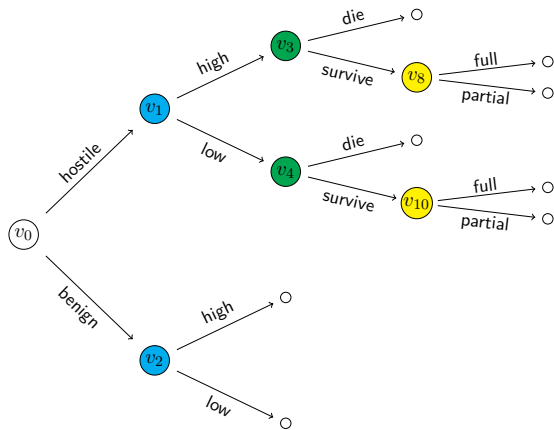 die
v₃
full
high
survive
v₈
partial
v₁
low
die
v₄
full
hostile
survive
v₁₀
partial
v₀
benign
high
v₂
low